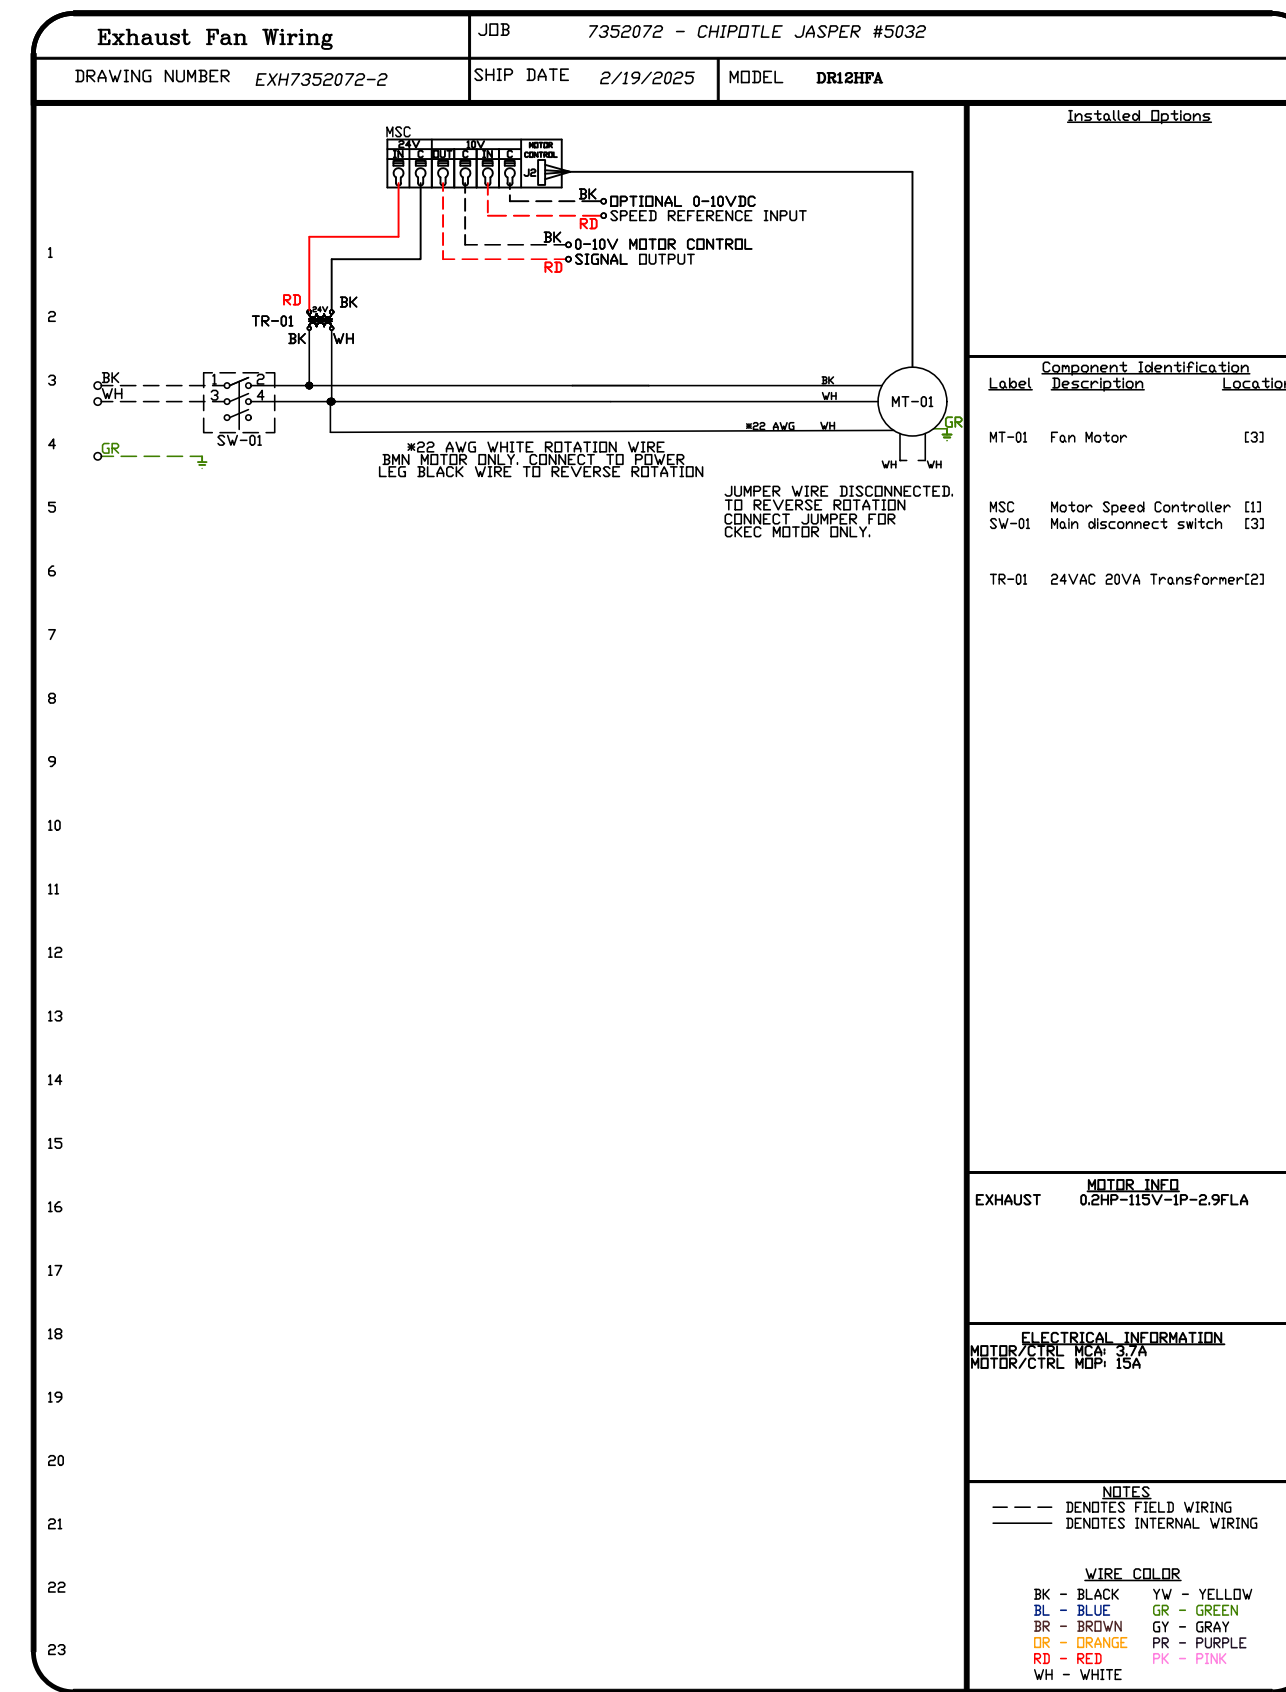 Exhaust Fan Wiring
JOB 7352072 - CHIPOTLE JASPER #5032
DRAWING NUMBER EXH7352072-2
SHIP DATE 2/19/2025
MODEL DR12HFA
Installed Options
MSC
24V 10V MOTOR
IN C OUT C IN C CONTROL
J2
BK OPTIONAL 0-10VDC
RD SPEED REFERENCE INPUT
BK 0-10V MOTOR CONTROL
RD SIGNAL OUTPUT
RD 24V BK
TR-01
BK WH
BK 1 2 BK
WH 3 4 WH
MT-01
SW-01
*22 AWG WH
GR
GR
WH WH
*22 AWG WHITE ROTATION WIRE
BMN MOTOR ONLY. CONNECT TO POWER
LEG BLACK WIRE TO REVERSE ROTATION
JUMPER WIRE DISCONNECTED.
TO REVERSE ROTATION
CONNECT JUMPER FOR
CKEC MOTOR ONLY.
1
2
3
4
5
6
7
8
9
10
11
12
13
14
15
16
17
18
19
20
21
22
23
Component Identification
Label Description Location
MT-01 Fan Motor [3]
MSC Motor Speed Controller [1]
SW-01 Main disconnect switch [3]
TR-01 24VAC 20VA Transformer[2]
MOTOR INFO
EXHAUST 0.2HP-115V-1P-2.9FLA
ELECTRICAL INFORMATION
MOTOR/CTRL MCA: 3.7A
MOTOR/CTRL MOP: 15A
NOTES
DENOTES FIELD WIRING
DENOTES INTERNAL WIRING
WIRE COLOR
BK - BLACK YW - YELLOW
BL - BLUE GR - GREEN
BR - BROWN GY - GRAY
OR - ORANGE PR - PURPLE
RD - RED PK - PINK
WH - WHITE